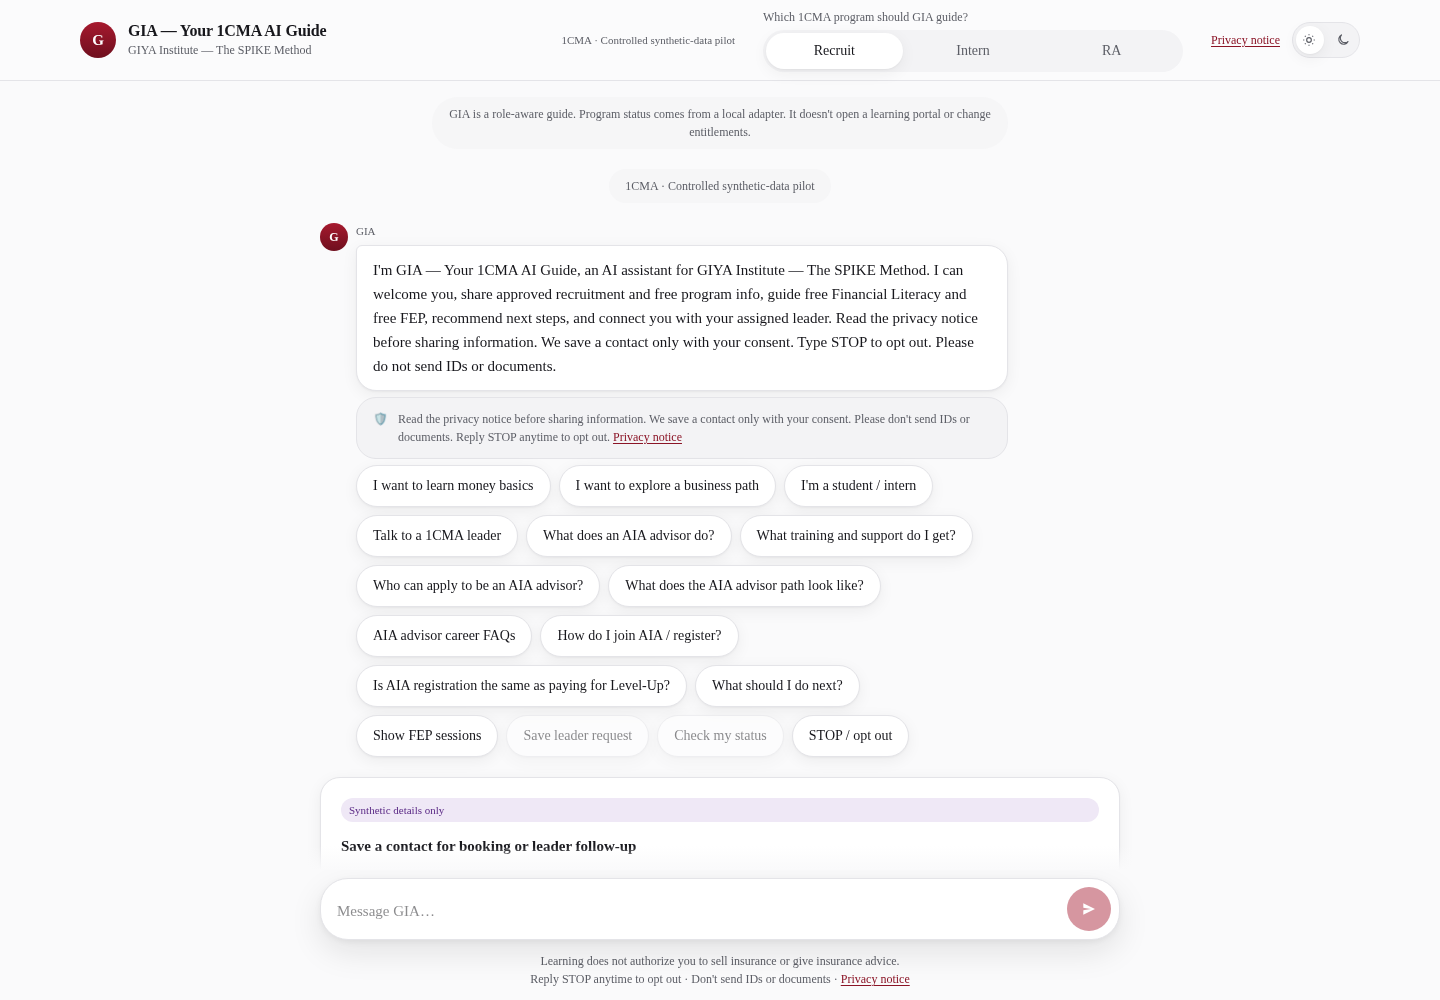 G
GIA — Your 1CMA AI Guide
GIYA Institute — The SPIKE Method
1CMA · Controlled synthetic-data pilot
Which 1CMA program should GIA guide?
Recruit
Intern
RA
Privacy notice
GIA is a role-aware guide. Program status comes from a local adapter. It doesn't open a learning portal or change
entitlements.
1CMA · Controlled synthetic-data pilot
G
GIA
I'm GIA — Your 1CMA AI Guide, an AI assistant for GIYA Institute — The SPIKE Method. I can
welcome you, share approved recruitment and free program info, guide free Financial Literacy and
free FEP, recommend next steps, and connect you with your assigned leader. Read the privacy notice
before sharing information. We save a contact only with your consent. Type STOP to opt out. Please
do not send IDs or documents.
Read the privacy notice before sharing information. We save a contact only with your consent. Please don't send IDs or
documents. Reply STOP anytime to opt out. Privacy notice
I want to learn money basics
I want to explore a business path
I'm a student / intern
Talk to a 1CMA leader
What does an AIA advisor do?
What training and support do I get?
Who can apply to be an AIA advisor?
What does the AIA advisor path look like?
AIA advisor career FAQs
How do I join AIA / register?
Is AIA registration the same as paying for Level-Up?
What should I do next?
Show FEP sessions
Save leader request
Check my status
STOP / opt out
Synthetic details only
Save a contact for booking or leader follow-up
Message GIA…
Learning does not authorize you to sell insurance or give insurance advice.
Reply STOP anytime to opt out · Don't send IDs or documents · Privacy notice